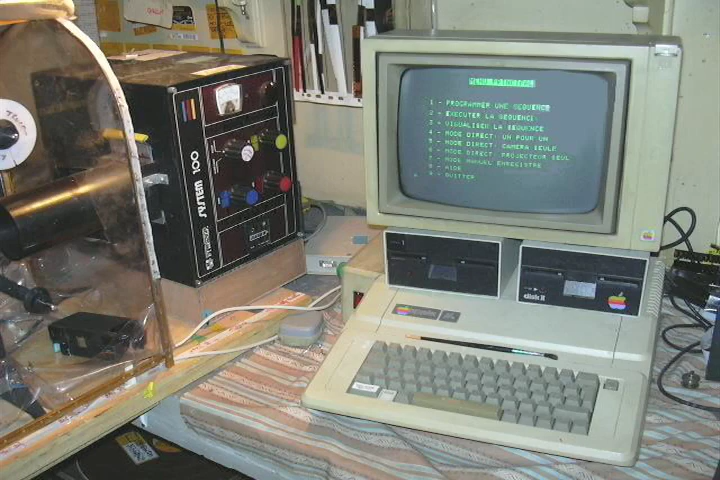 MENU PRINCIPAL
1 - PROGRAMMER UNE SEQUENCE
2 - EXECUTER LA SEQUENCE
3 - VISUALISER LA SEQUENCE
4 - MODE DIRECT: UN POUR UN
5 - MODE DIRECT: CAMERA SEULE
6 - MODE DIRECT: PROJECTEUR SEUL
7 - MODE MANUEL ENREGISTRE
8 - AIDE
9 - QUITTER
SYSTEM 100
disk II